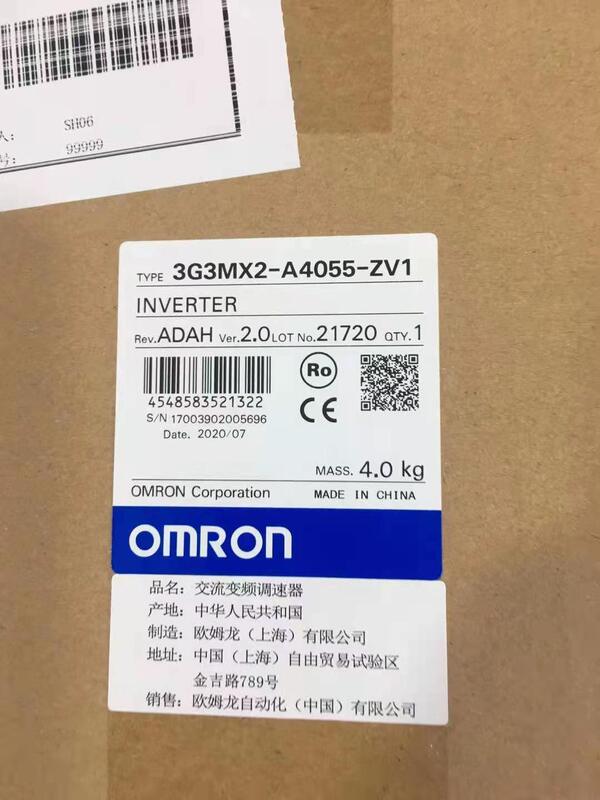 人: SH06
号: 99999
TYPE 3G3MX2-A4055-ZV1
INVERTER
Rev.ADAH Ver.2.0 LOT No.21720 QTY.1
Ro
4548583521322
CE
S/N 17003902005696
Date. 2020/07
MASS. 4.0 kg
OMRON Corporation MADE IN CHINA
OMRON
品名: 交流变频调速器
产地: 中华人民共和国
制造: 欧姆龙(上海)有限公司
地址: 中国(上海)自由贸易试验区
金吉路789号
销售: 欧姆龙自动化(中国)有限公司